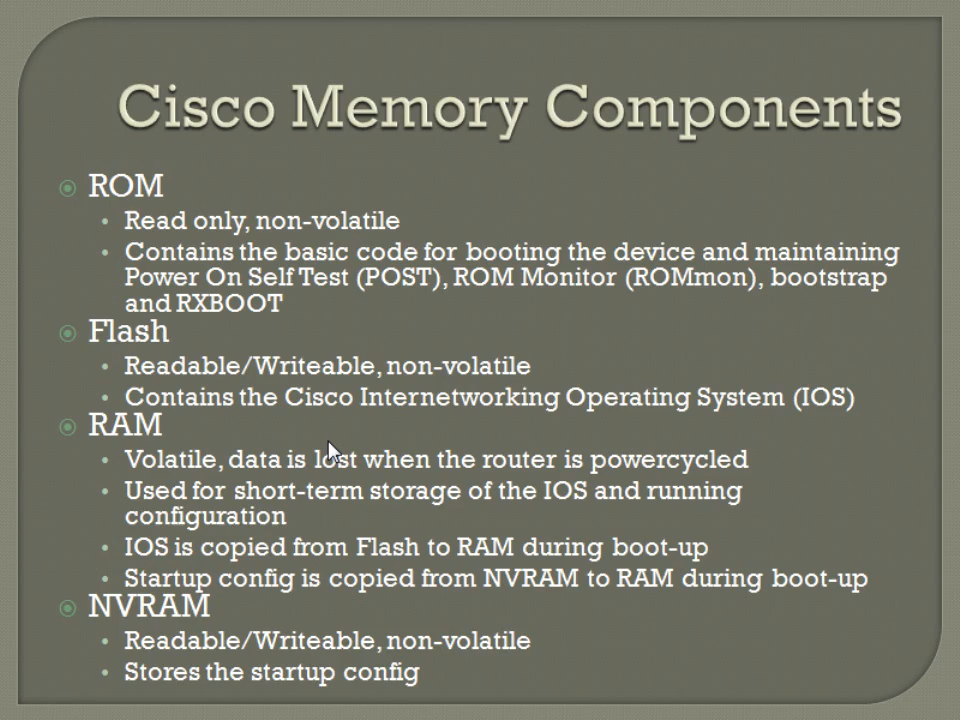 Cisco Memory Components
ROM
Read only, non-volatile
Contains the basic code for booting the device and maintaining
Power On Self Test (POST), ROM Monitor (ROMmon), bootstrap
and RXBOOT
Flash
Readable/Writeable, non-volatile
Contains the Cisco Internetworking Operating System (IOS)
RAM
Volatile, data is lost when the router is powercycled
Used for short-term storage of the IOS and running
configuration
IOS is copied from Flash to RAM during boot-up
Startup config is copied from NVRAM to RAM during boot-up
NVRAM
Readable/Writeable, non-volatile
Stores the startup config